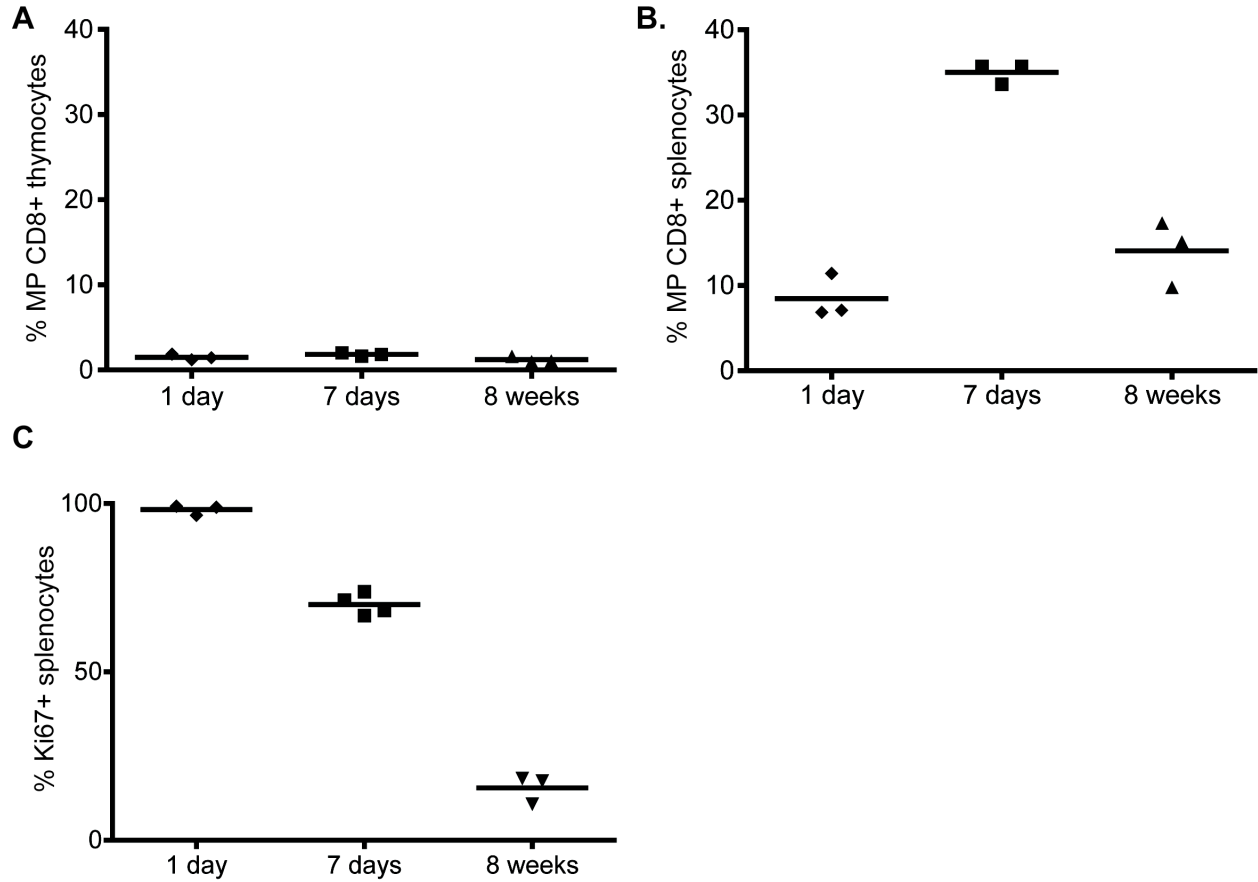 A
% MP CD8+ thymocytes
40
30
20
10
0
1 day 7 days 8 weeks
B.
% MP CD8+ splenocytes
40
30
20
10
0
1 day 7 days 8 weeks
C
% Ki67+ splenocytes
100
50
0
1 day 7 days 8 weeks